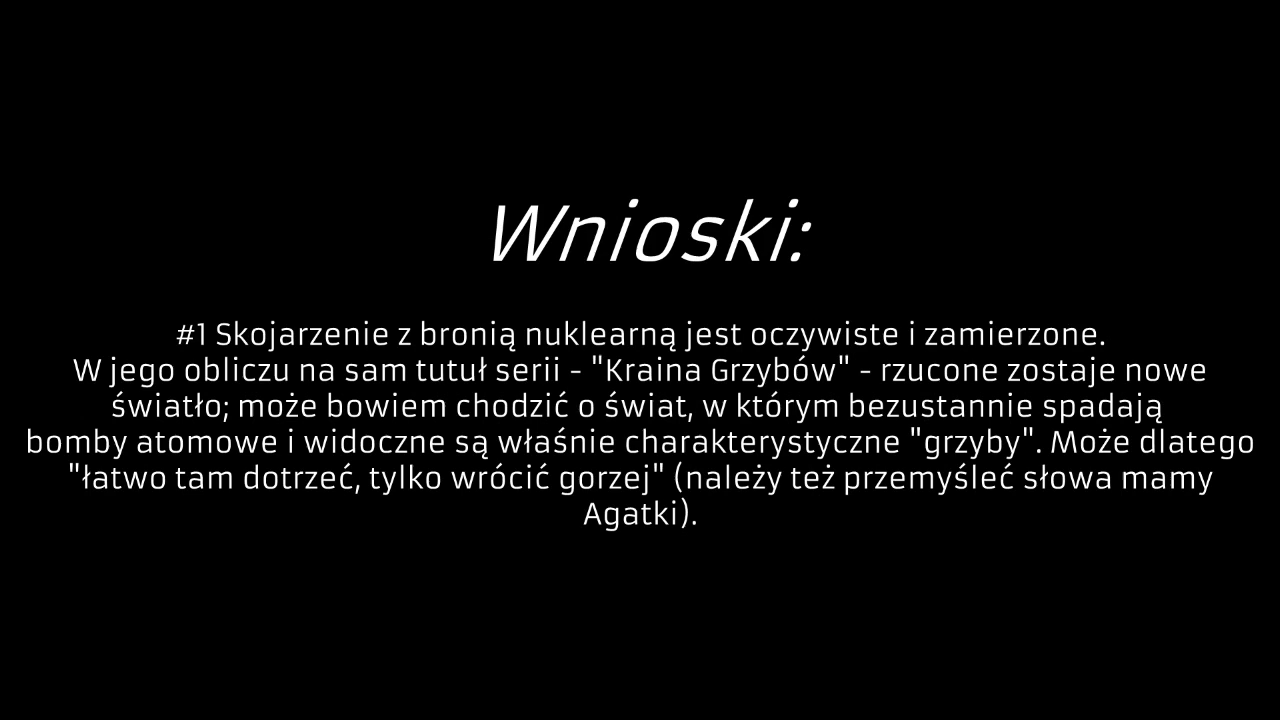 Wnioski:
#1 Skojarzenie z bronią nuklearną jest oczywiste i zamierzone.
W jego obliczu na sam tutuł serii - "Kraina Grzybów" - rzucone zostaje nowe
światło; może bowiem chodzić o świat, w którym bezustannie spadają
bomby atomowe i widoczne są właśnie charakterystyczne "grzyby". Może dlatego
"łatwo tam dotrzeć, tylko wrócić gorzej" (należy też przemyśleć słowa mamy
Agatki).